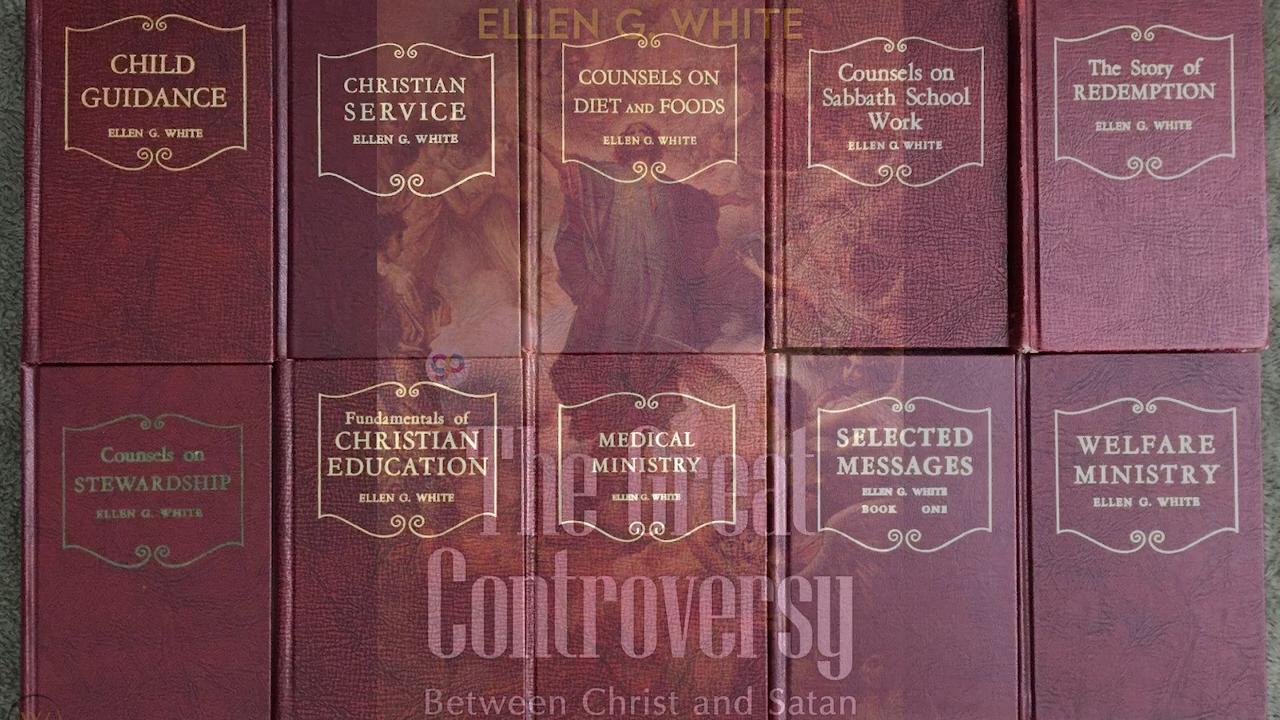 ELLEN G. WHITE
CHILD
GUIDANCE
ELLEN G. WHITE
CHRISTIAN
SERVICE
ELLEN G. WHITE
COUNSELS ON
DIET AND FOODS
ELLEN G. WHITE
Counsels on
Sabbath School
Work
ELLEN G. WHITE
The Story of
REDEMPTION
ELLEN G. WHITE
Counsels on
STEWARDSHIP
ELLEN G. WHITE
Fundamentals of
CHRISTIAN
EDUCATION
ELLEN G. WHITE
MEDICAL
MINISTRY
ELLEN G. WHITE
SELECTED
MESSAGES
ELLEN G. WHITE
BOOK ONE
WELFARE
MINISTRY
ELLEN G. WHITE
The Great
Controversy
Between Christ and Satan